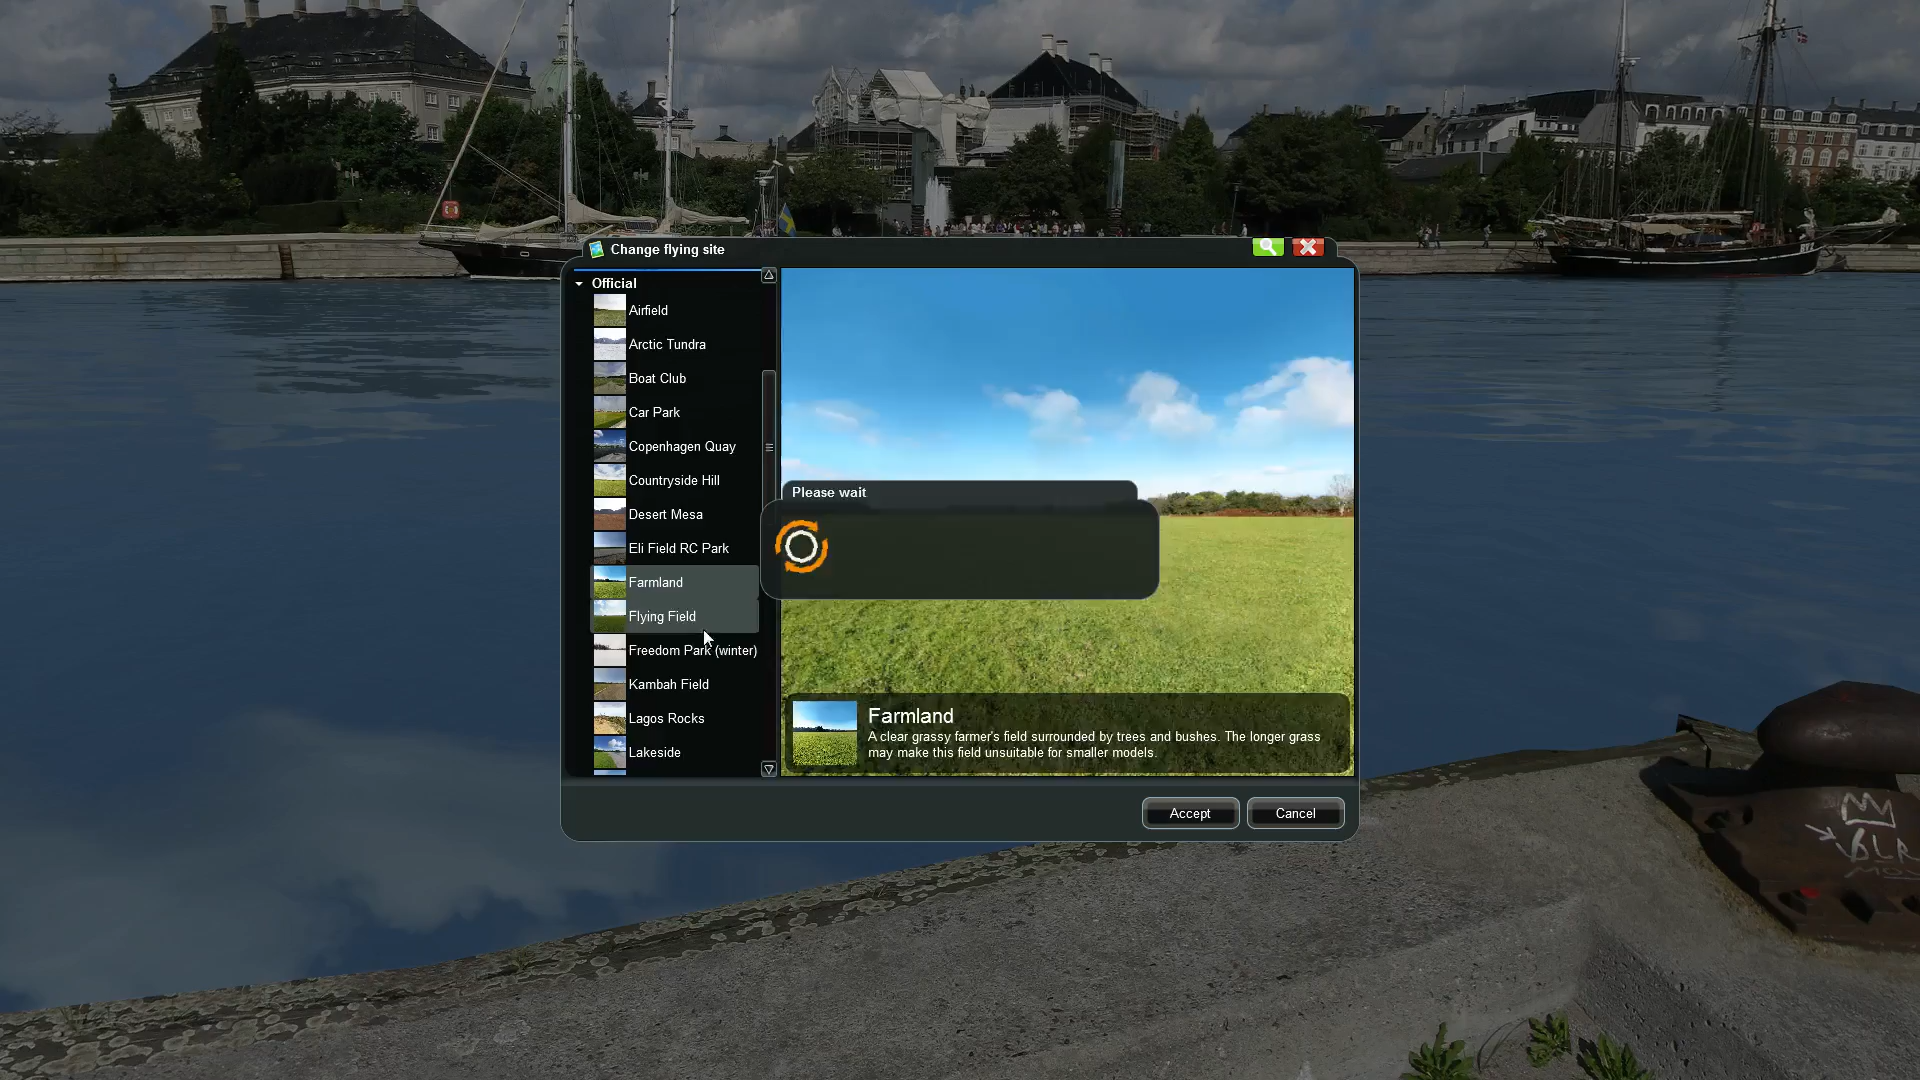 Change flying site
Official
Airfield
Arctic Tundra
Boat Club
Car Park
Copenhagen Quay
Countryside Hill
Desert Mesa
Eli Field RC Park
Farmland
Flying Field
Freedom Park (winter)
Kambah Field
Lagos Rocks
Lakeside
Please wait
Farmland
A clear grassy farmer's field surrounded by trees and bushes. The longer grass
may make this field unsuitable for smaller models.
Accept
Cancel